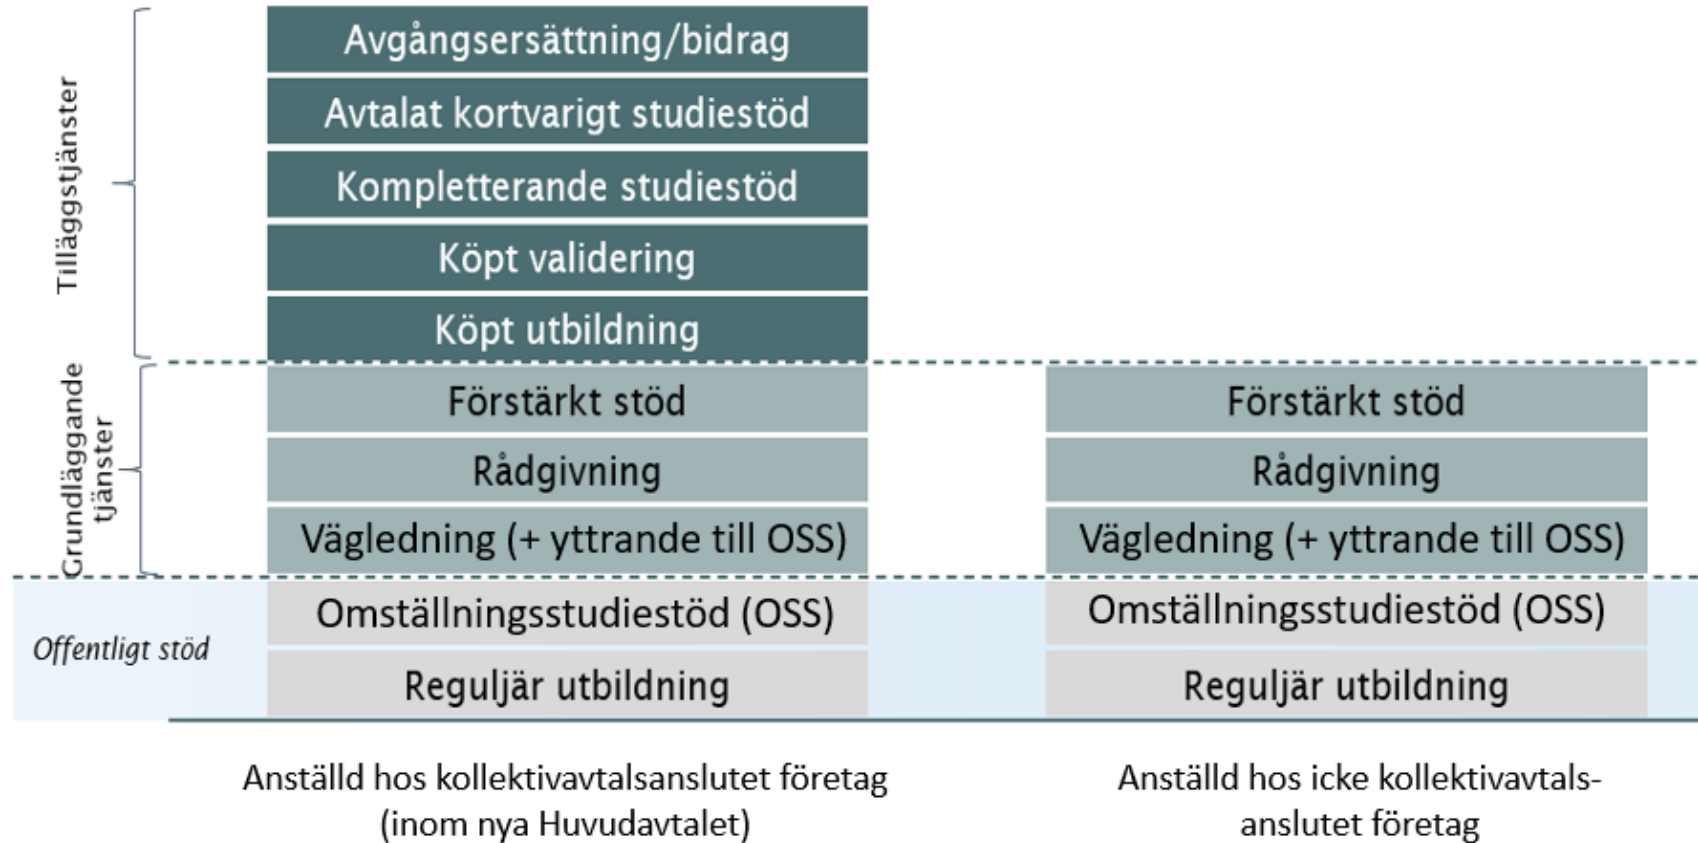 Tilläggstjänster
Avgångsersättning/bidrag
Avtalat kortvarigt studiestöd
Kompletterande studiestöd
Köpt validering
Köpt utbildning
Grundläggande
tjänster
Förstärkt stöd
Förstärkt stöd
Rådgivning
Rådgivning
Vägledning (+ yttrande till OSS)
Vägledning (+ yttrande till OSS)
Offentligt stöd
Omställningsstudiestöd (OSS)
Omställningsstudiestöd (OSS)
Reguljär utbildning
Reguljär utbildning
Anställd hos kollektivavtalsanslutet företag
(inom nya Huvudavtalet)
Anställd hos icke kollektivavtals-
anslutet företag